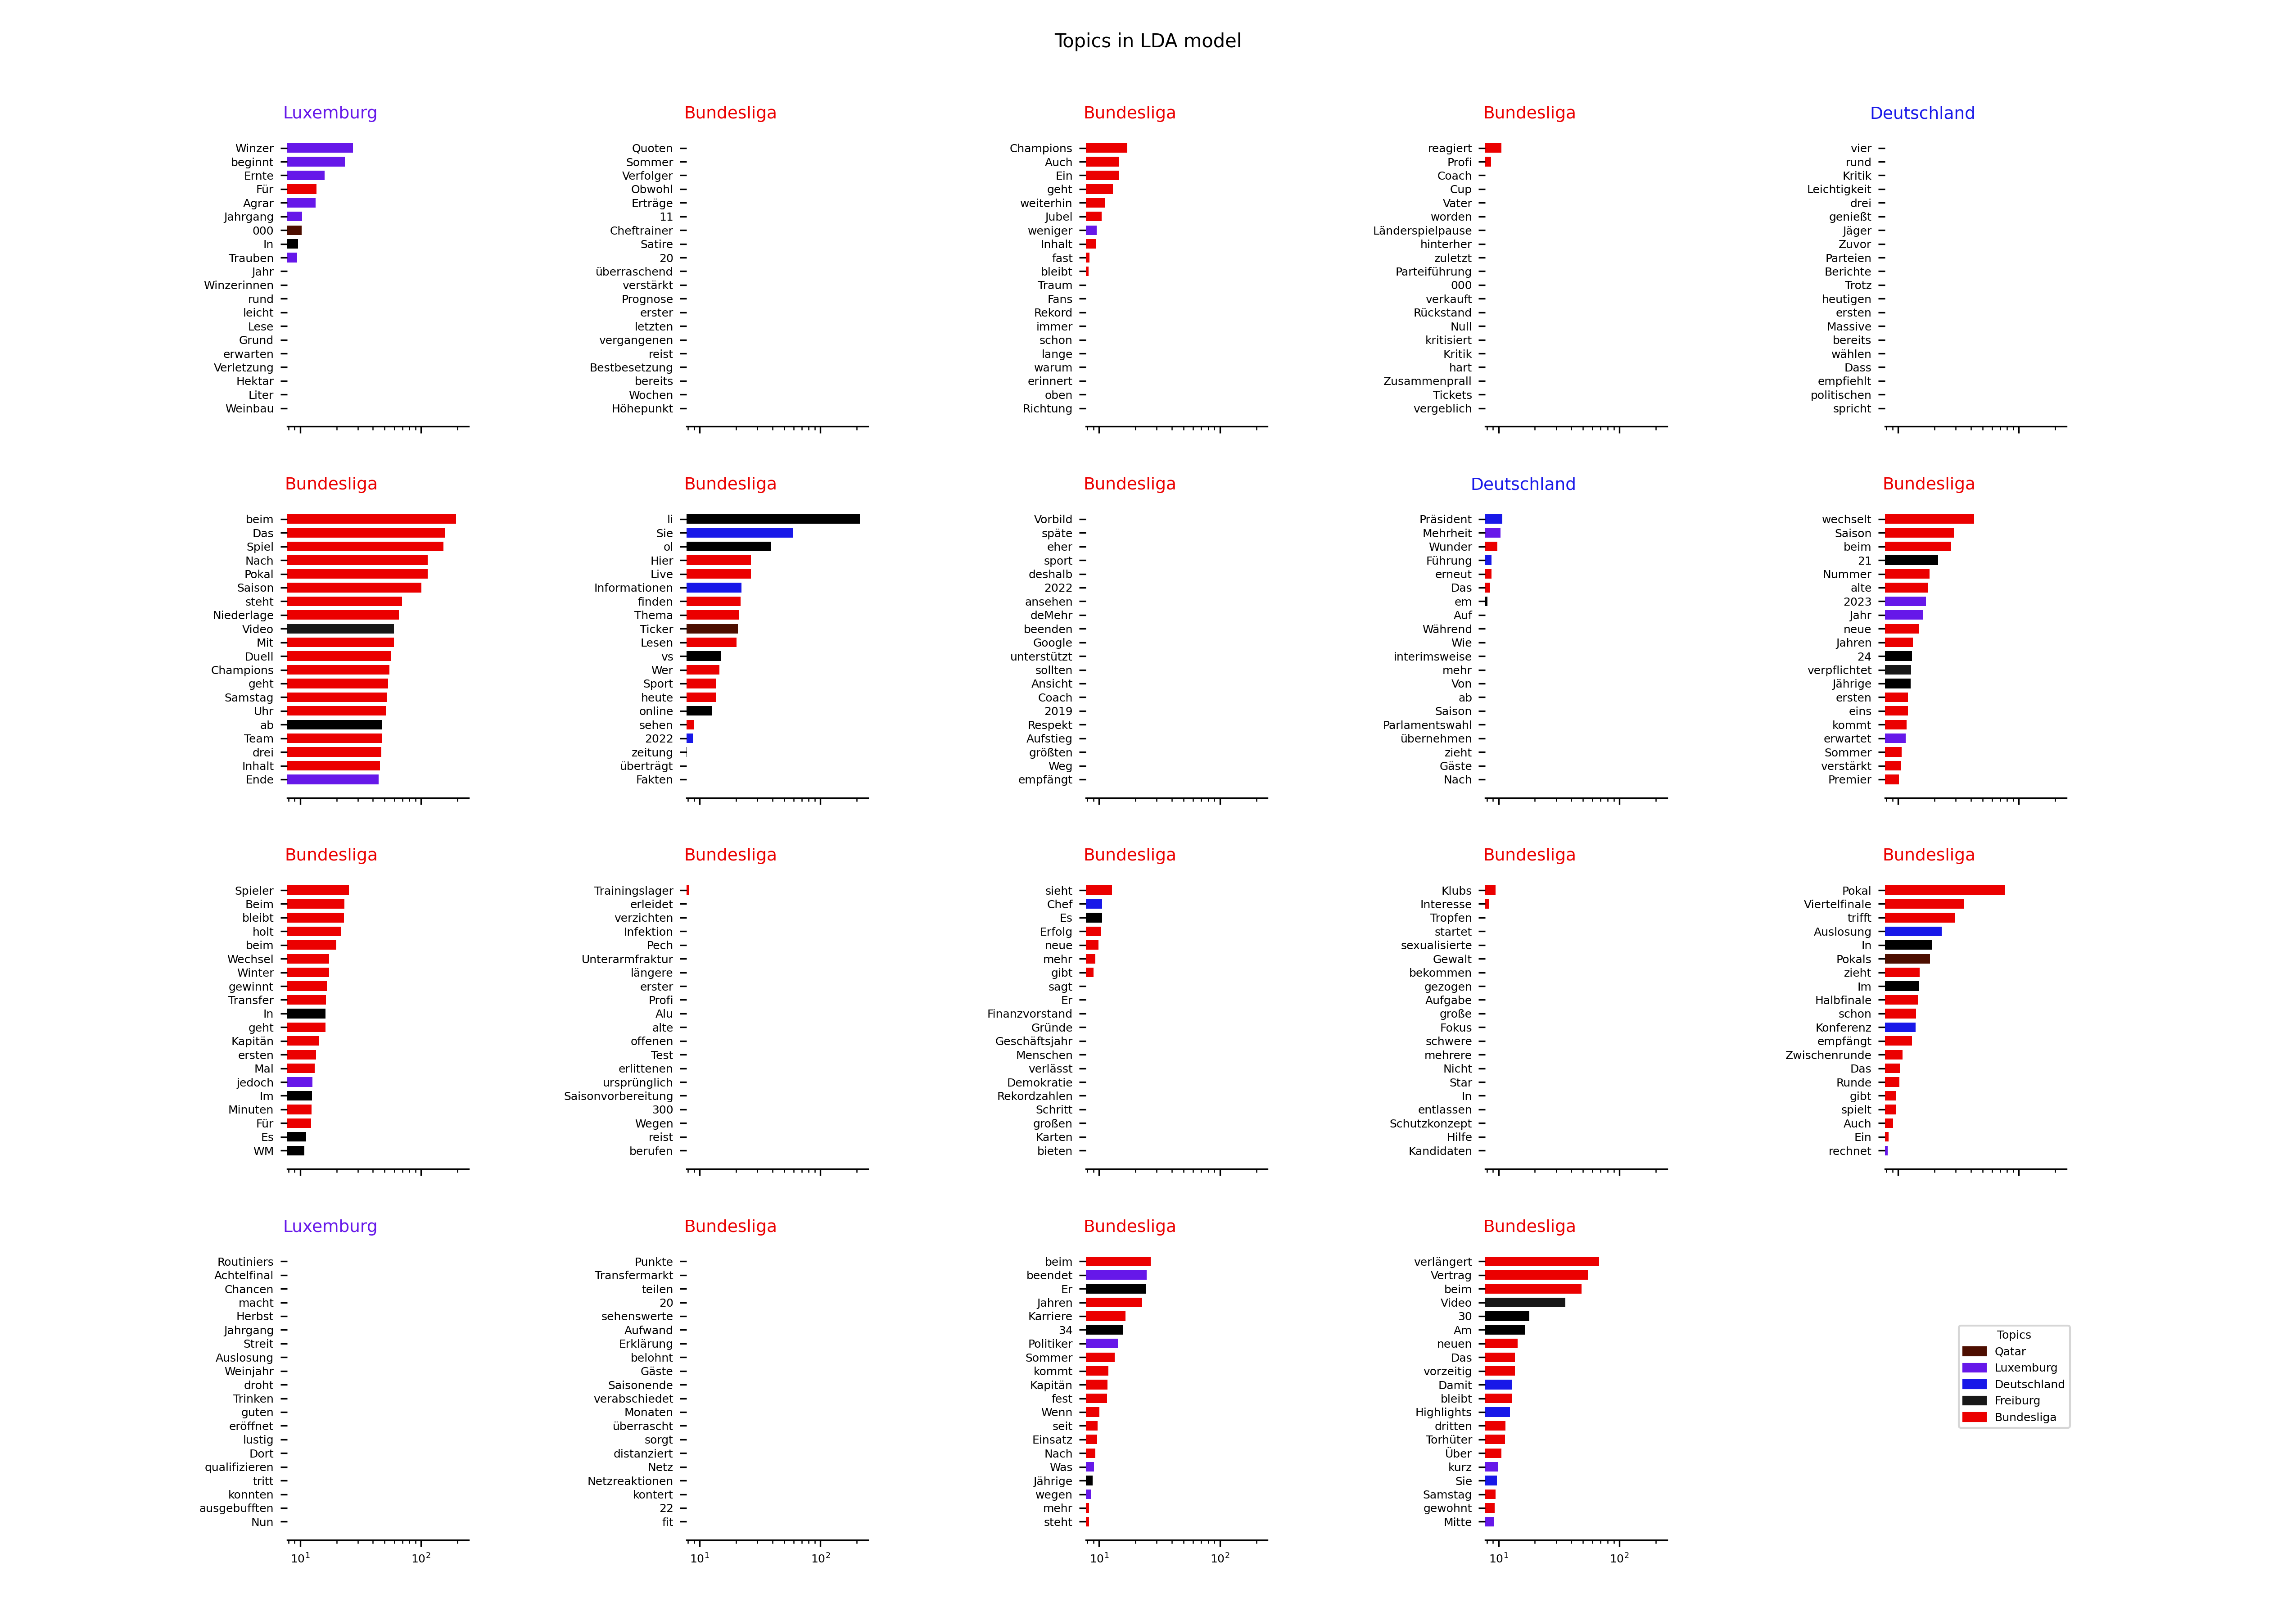 Topics in LDA model
Luxemburg
Winzer
beginnt
Ernte
Für
Agrar
Jahrgang
000
In
Trauben
Jahr
Winzerinnen
rund
leicht
Lese
Grund
erwarten
Verletzung
Hektar
Liter
Weinbau
Bundesliga
Quoten
Sommer
Verfolger
Obwohl
Erträge
11
Cheftrainer
Satire
20
überraschend
verstärkt
Prognose
erster
letzten
vergangenen
reist
Bestbesetzung
bereits
Wochen
Höhepunkt
Bundesliga
Champions
Auch
Ein
geht
weiterhin
Jubel
weniger
Inhalt
fast
bleibt
Traum
Fans
Rekord
immer
schon
lange
warum
erinnert
oben
Richtung
Bundesliga
reagiert
Profi
Coach
Cup
Vater
worden
Länderspielpause
hinterher
zuletzt
Parteiführung
000
verkauft
Rückstand
Null
kritisiert
Kritik
hart
Zusammenprall
Tickets
vergeblich
Deutschland
vier
rund
Kritik
Leichtigkeit
drei
genießt
Jäger
Zuvor
Parteien
Berichte
Trotz
heutigen
ersten
Massive
bereits
wählen
Dass
empfiehlt
politischen
spricht
Bundesliga
beim
Das
Spiel
Nach
Pokal
Saison
steht
Niederlage
Video
Mit
Duell
Champions
geht
Samstag
Uhr
ab
Team
drei
Inhalt
Ende
Bundesliga
li
Sie
ol
Hier
Live
Informationen
finden
Thema
Ticker
Lesen
vs
Wer
Sport
heute
online
sehen
2022
zeitung
überträgt
Fakten
Bundesliga
Vorbild
späte
eher
sport
deshalb
2022
ansehen
deMehr
beenden
Google
unterstützt
sollten
Ansicht
Coach
2019
Respekt
Aufstieg
größten
Weg
empfängt
Deutschland
Präsident
Mehrheit
Wunder
Führung
erneut
Das
em
Auf
Während
Wie
interimsweise
mehr
Von
ab
Saison
Parlamentswahl
übernehmen
zieht
Gäste
Nach
Bundesliga
wechselt
Saison
beim
21
Nummer
alte
2023
Jahr
neue
Jahren
24
verpflichtet
Jährige
ersten
eins
kommt
erwartet
Sommer
verstärkt
Premier
Bundesliga
Spieler
Beim
bleibt
holt
beim
Wechsel
Winter
gewinnt
Transfer
In
geht
Kapitän
ersten
Mal
jedoch
Im
Minuten
Für
Es
WM
Bundesliga
Trainingslager
erleidet
verzichten
Infektion
Pech
Unterarmfraktur
längere
erster
Profi
Alu
alte
offenen
Test
erlittenen
ursprünglich
Saisonvorbereitung
300
Wegen
reist
berufen
Bundesliga
sieht
Chef
Es
Erfolg
neue
mehr
gibt
sagt
Er
Finanzvorstand
Gründe
Geschäftsjahr
Menschen
verlässt
Demokratie
Rekordzahlen
Schritt
großen
Karten
bieten
Bundesliga
Klubs
Interesse
Tropfen
startet
sexualisierte
Gewalt
bekommen
gezogen
Aufgabe
große
Fokus
schwere
mehrere
Nicht
Star
In
entlassen
Schutzkonzept
Hilfe
Kandidaten
Bundesliga
Pokal
Viertelfinale
trifft
Auslosung
In
Pokals
zieht
Im
Halbfinale
schon
Konferenz
empfängt
Zwischenrunde
Das
Runde
gibt
spielt
Auch
Ein
rechnet
Luxemburg
Routiniers
Achtelfinal
Chancen
macht
Herbst
Jahrgang
Streit
Auslosung
Weinjahr
droht
Trinken
guten
eröffnet
lustig
Dort
qualifizieren
tritt
konnten
ausgebufften
Nun
10¹ 10²
Bundesliga
Punkte
Transfermarkt
teilen
20
sehenswerte
Aufwand
Erklärung
belohnt
Gäste
Saisonende
verabschiedet
Monaten
überrascht
sorgt
distanziert
Netz
Netzreaktionen
kontert
22
fit
10¹ 10²
Bundesliga
beim
beendet
Er
Jahren
Karriere
34
Politiker
Sommer
kommt
Kapitän
fest
Wenn
seit
Einsatz
Nach
Was
Jährige
wegen
mehr
steht
10¹ 10²
Bundesliga
verlängert
Vertrag
beim
Video
30
Am
neuen
Das
vorzeitig
Damit
bleibt
Highlights
dritten
Torhüter
Über
kurz
Sie
Samstag
gewohnt
Mitte
10¹ 10²
Topics
Qatar
Luxemburg
Deutschland
Freiburg
Bundesliga